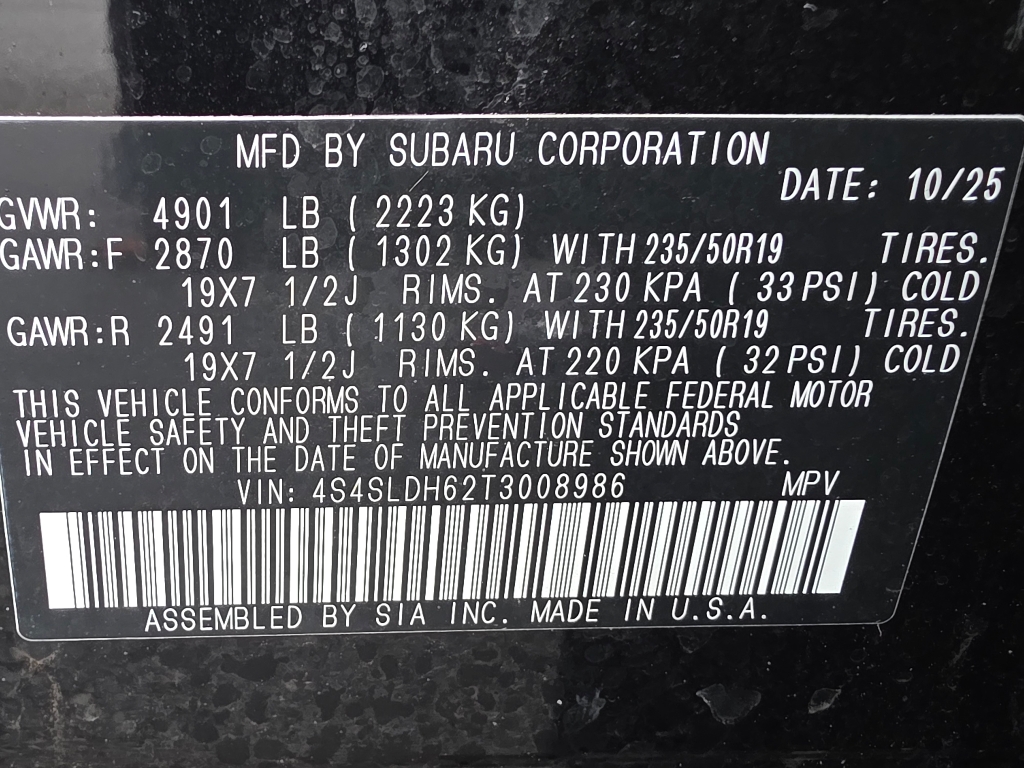 MFD BY SUBARU CORPORATION
DATE: 10/25
GVWR: 4901 LB ( 2223 KG)
GAWR:F 2870 LB ( 1302 KG) WITH 235/50R19 TIRES.
19X7 1/2J RIMS. AT 230 KPA ( 33 PSI) COLD
GAWR:R 2491 LB ( 1130 KG) WITH 235/50R19 TIRES.
19X7 1/2J RIMS. AT 220 KPA ( 32 PSI) COLD
THIS VEHICLE CONFORMS TO ALL APPLICABLE FEDERAL MOTOR
VEHICLE SAFETY AND THEFT PREVENTION STANDARDS
IN EFFECT ON THE DATE OF MANUFACTURE SHOWN ABOVE.
VIN: 4S4SLDH62T3008986 MPV
ASSEMBLED BY SIA INC. MADE IN U.S.A.